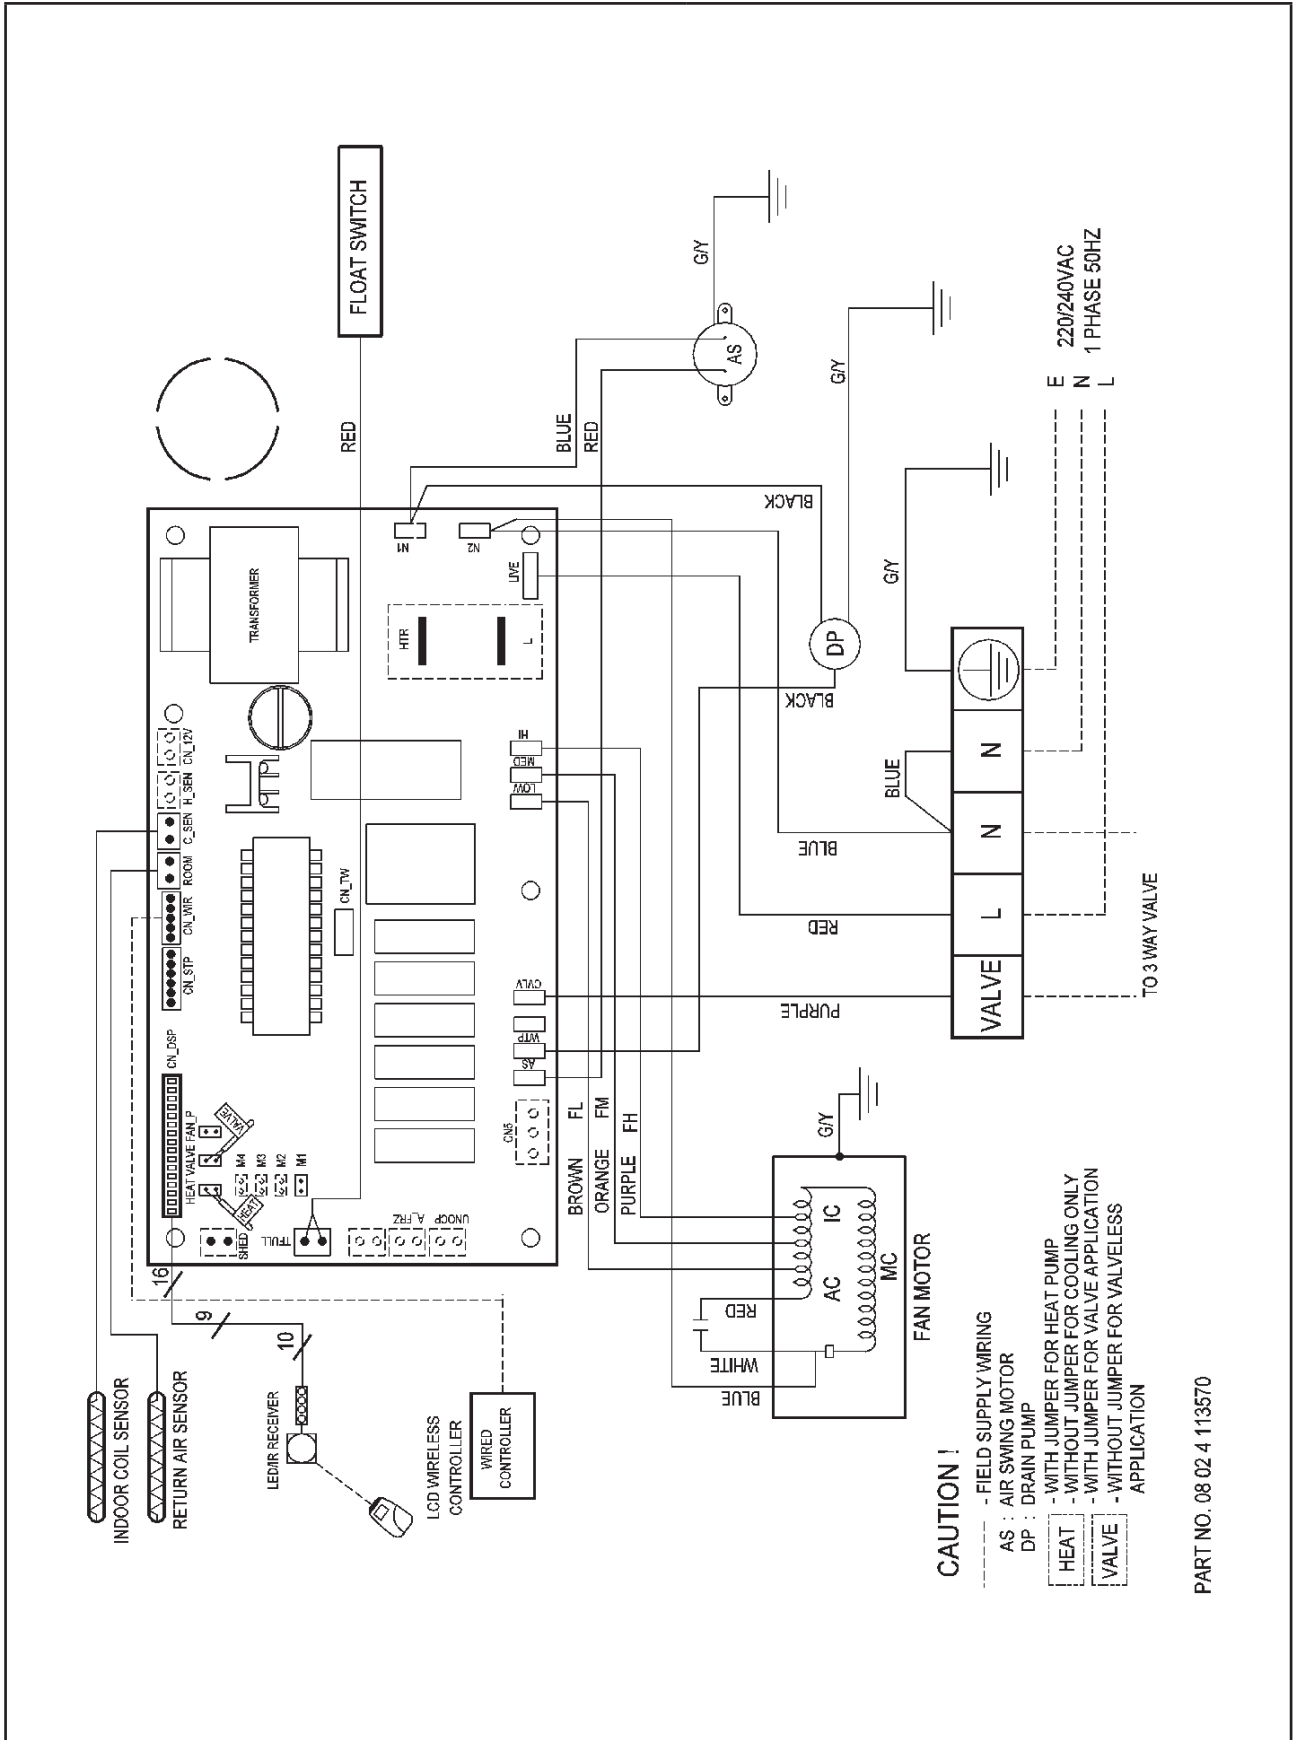 INDOOR COIL SENSOR
RETURN AIR SENSOR
LED/IR RECEIVER
LCD WIRELESS
CONTROLLER
WIRED
CONTROLLER
16
9
10
SHED
TFULL
A_FRZ
UNOCP
HEAT VALVE FAN_P
HEAT
VALVE
M4
M3
M2
M1
CN_DSP
CN_STP
CN_WIR
ROOM
C_SEN
H_SEN
CN_12V
CN_TW
TRANSFORMER
CN5
AS
WTP
CVLV
LOW
MED
HI
HTR
L
LIVE
N1
N2
RED
FLOAT SWITCH
BLUE
RED
AS
G/Y
BLACK
BLACK
DP
G/Y
BROWN FL
ORANGE FM
PURPLE FH
RED
WHITE
BLUE
AC
IC
MC
FAN MOTOR
G/Y
PURPLE
RED
BLUE
BLUE
G/Y
VALVE
L
N
N
TO 3 WAY VALVE
E
N
L
220/240VAC
1 PHASE 50HZ
CAUTION !
- FIELD SUPPLY WIRING
AS : AIR SWING MOTOR
DP : DRAIN PUMP
HEAT
- WITH JUMPER FOR HEAT PUMP
- WITHOUT JUMPER FOR COOLING ONLY
VALVE
- WITH JUMPER FOR VALVE APPLICATION
- WITHOUT JUMPER FOR VALVELESS
APPLICATION
PART NO. 08 02 4 113570